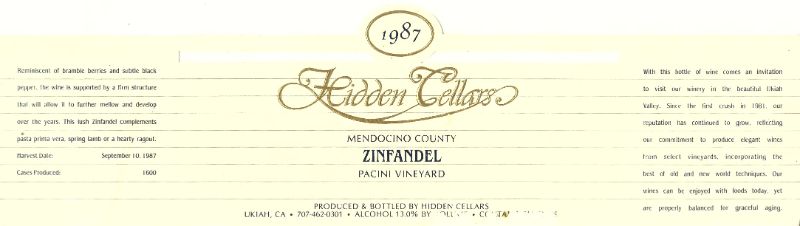 1987
Hidden Cellars
MENDOCINO COUNTY
ZINFANDEL
PACINI VINEYARD
PRODUCED & BOTTLED BY HIDDEN CELLARS
UKIAH, CA • 707-462-0301 • ALCOHOL 13.0% BY
Reminiscent of bramble berries and subtle black
pepper, the wine is supported by a firm structure
that will allow it to further mellow and develop
over the years. This lush Zinfandel complements
pasta prima vera, spring lamb or a hearty ragout.
Harvest Date: September 10, 1987
Cases Produced: 1600
With this bottle of wine comes an invitation
to visit our winery in the beautiful Ukiah
Valley. Since the first crush in 1981, our
reputation has continued to grow, reflecting
our commitment to produce elegant wines
from select vineyards, incorporating the
best of old and new world techniques. Our
wines can be enjoyed with foods today, yet
are properly balanced for graceful aging.